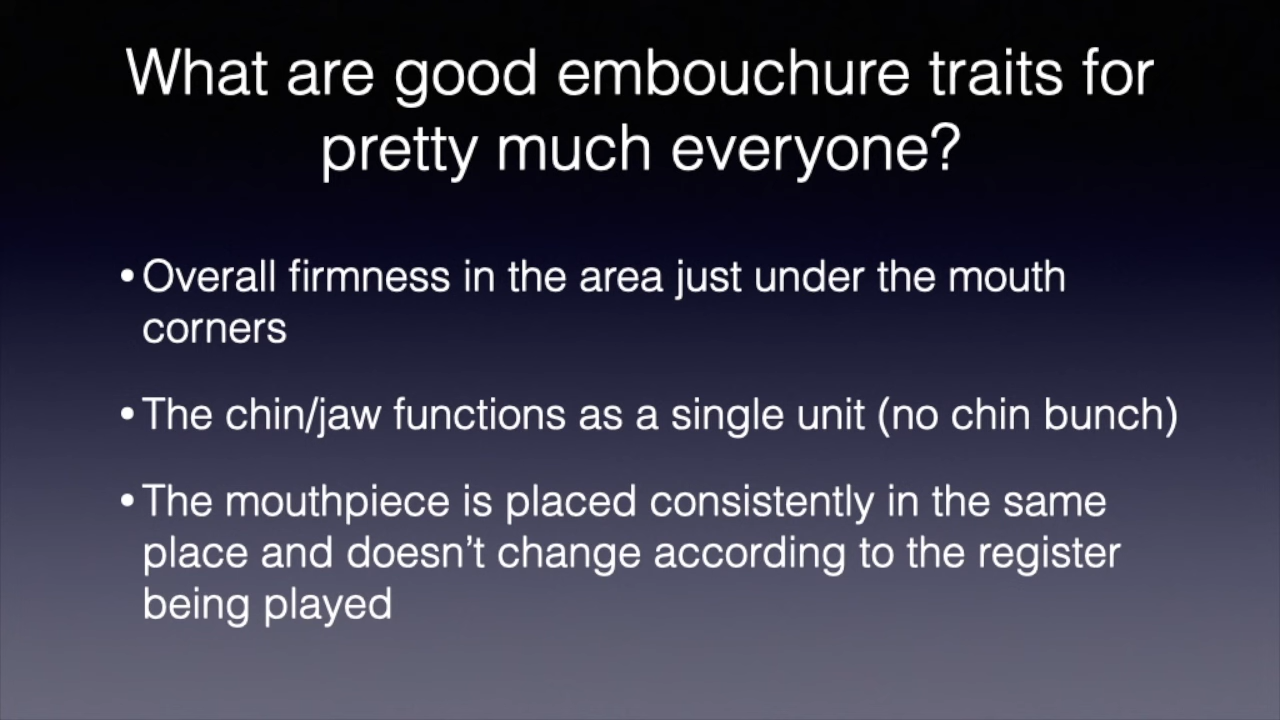 What are good embouchure traits for
pretty much everyone?
•Overall firmness in the area just under the mouth
corners
•The chin/jaw functions as a single unit (no chin bunch)
•The mouthpiece is placed consistently in the same
place and doesn’t change according to the register
being played